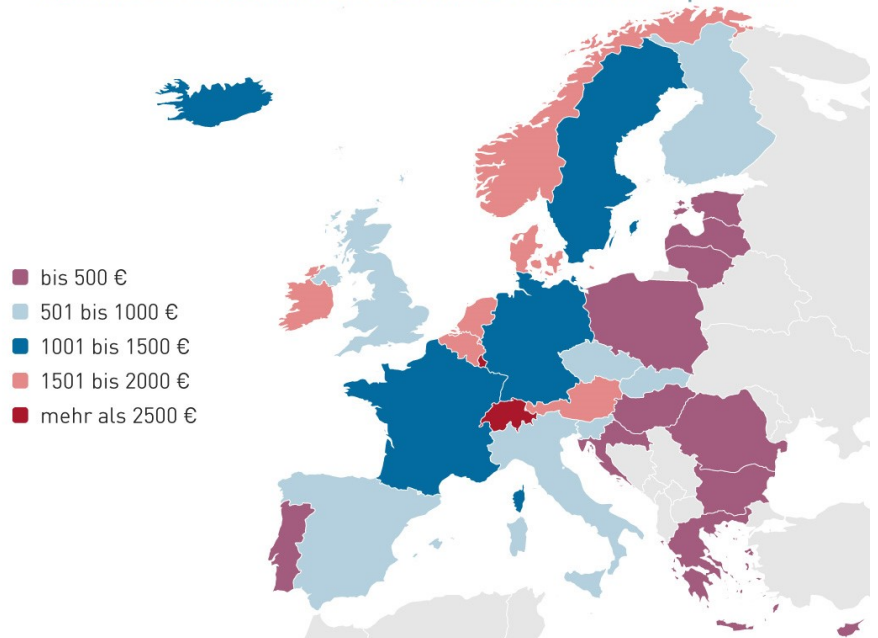 bis 500 €
501 bis 1000 €
1001 bis 1500 €
1501 bis 2000 €
mehr als 2500 €